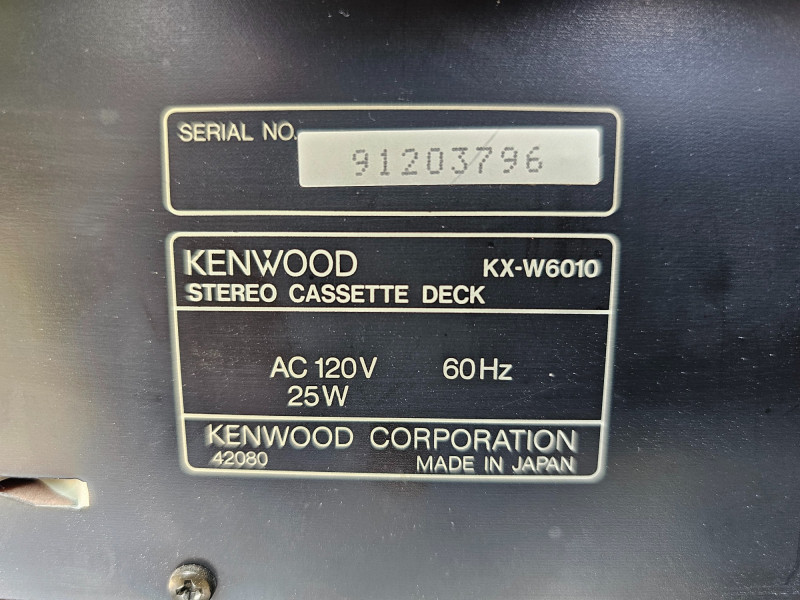 SERIAL NO.
91203796
KENWOOD KX-W6010
STEREO CASSETTE DECK
AC 120V 60Hz
25W
KENWOOD CORPORATION
42080 MADE IN JAPAN